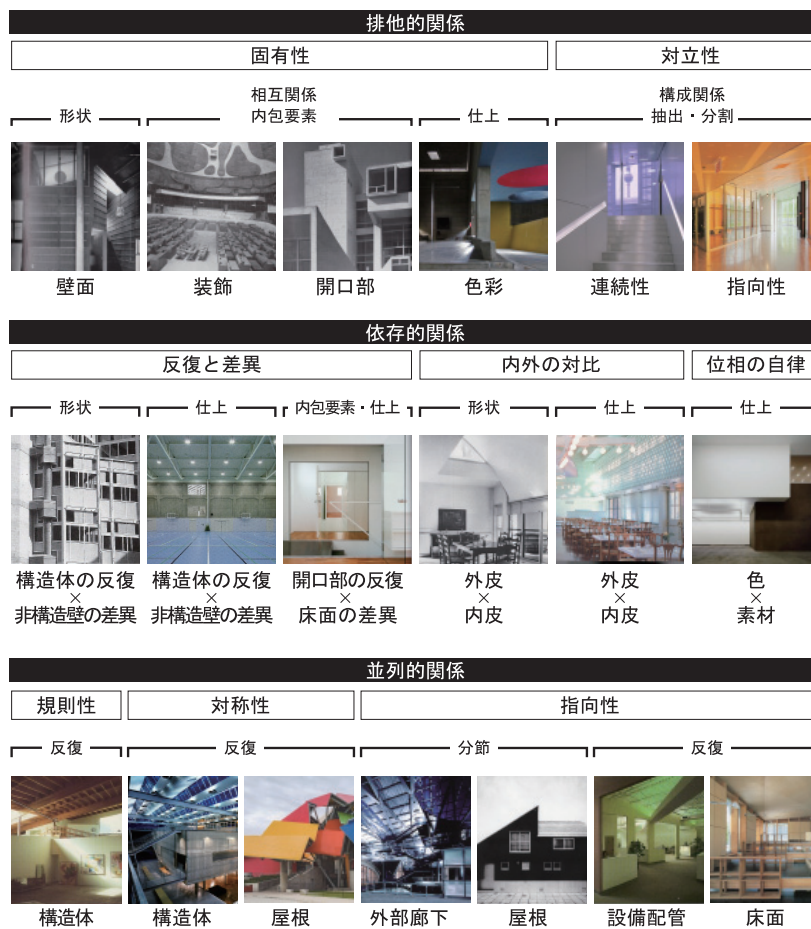 排他的関係
固有性
対立性
形状
相互関係
内包要素
仕上
構成関係
抽出・分割
壁面
装飾
開口部
色彩
連続性
指向性
依存的関係
反復と差異
内外の対比
位相の自律
形状
仕上
内包要素・仕上
形状
仕上
仕上
構造体の反復
×
非構造壁の差異
構造体の反復
×
非構造壁の差異
開口部の反復
×
床面の差異
外皮
×
内皮
外皮
×
内皮
色
×
素材
並列的関係
規則性
対称性
指向性
反復
反復
分節
反復
構造体
構造体
屋根
外部廊下
屋根
設備配管
床面